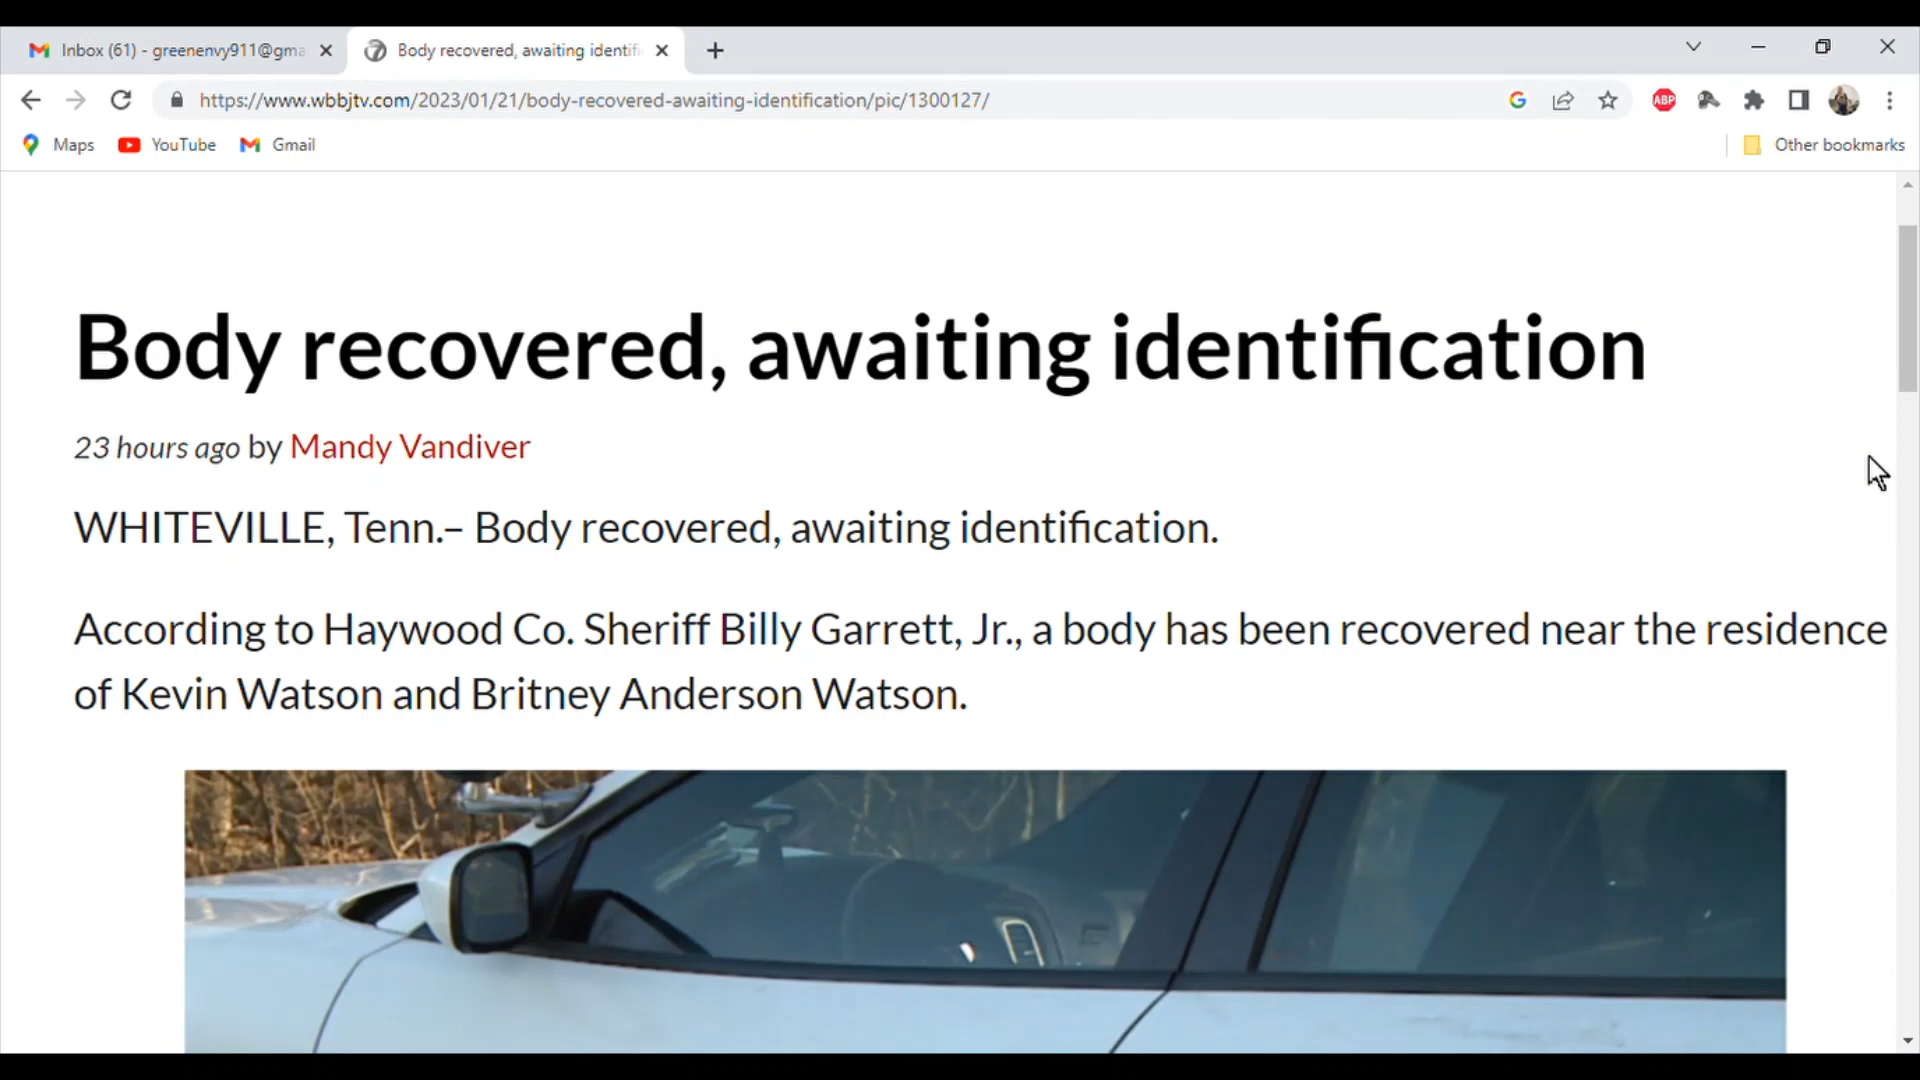 Inbox (61) - greenenvy911@gma
Body recovered, awaiting identifi
https://www.wbbjtv.com/2023/01/21/body-recovered-awaiting-identification/pic/1300127/
ABP
Maps
YouTube
Gmail
Other bookmarks
Body recovered, awaiting identification
23 hours ago by Mandy Vandiver
WHITEVILLE, Tenn.– Body recovered, awaiting identification.
According to Haywood Co. Sheriff Billy Garrett, Jr., a body has been recovered near the residence
of Kevin Watson and Britney Anderson Watson.